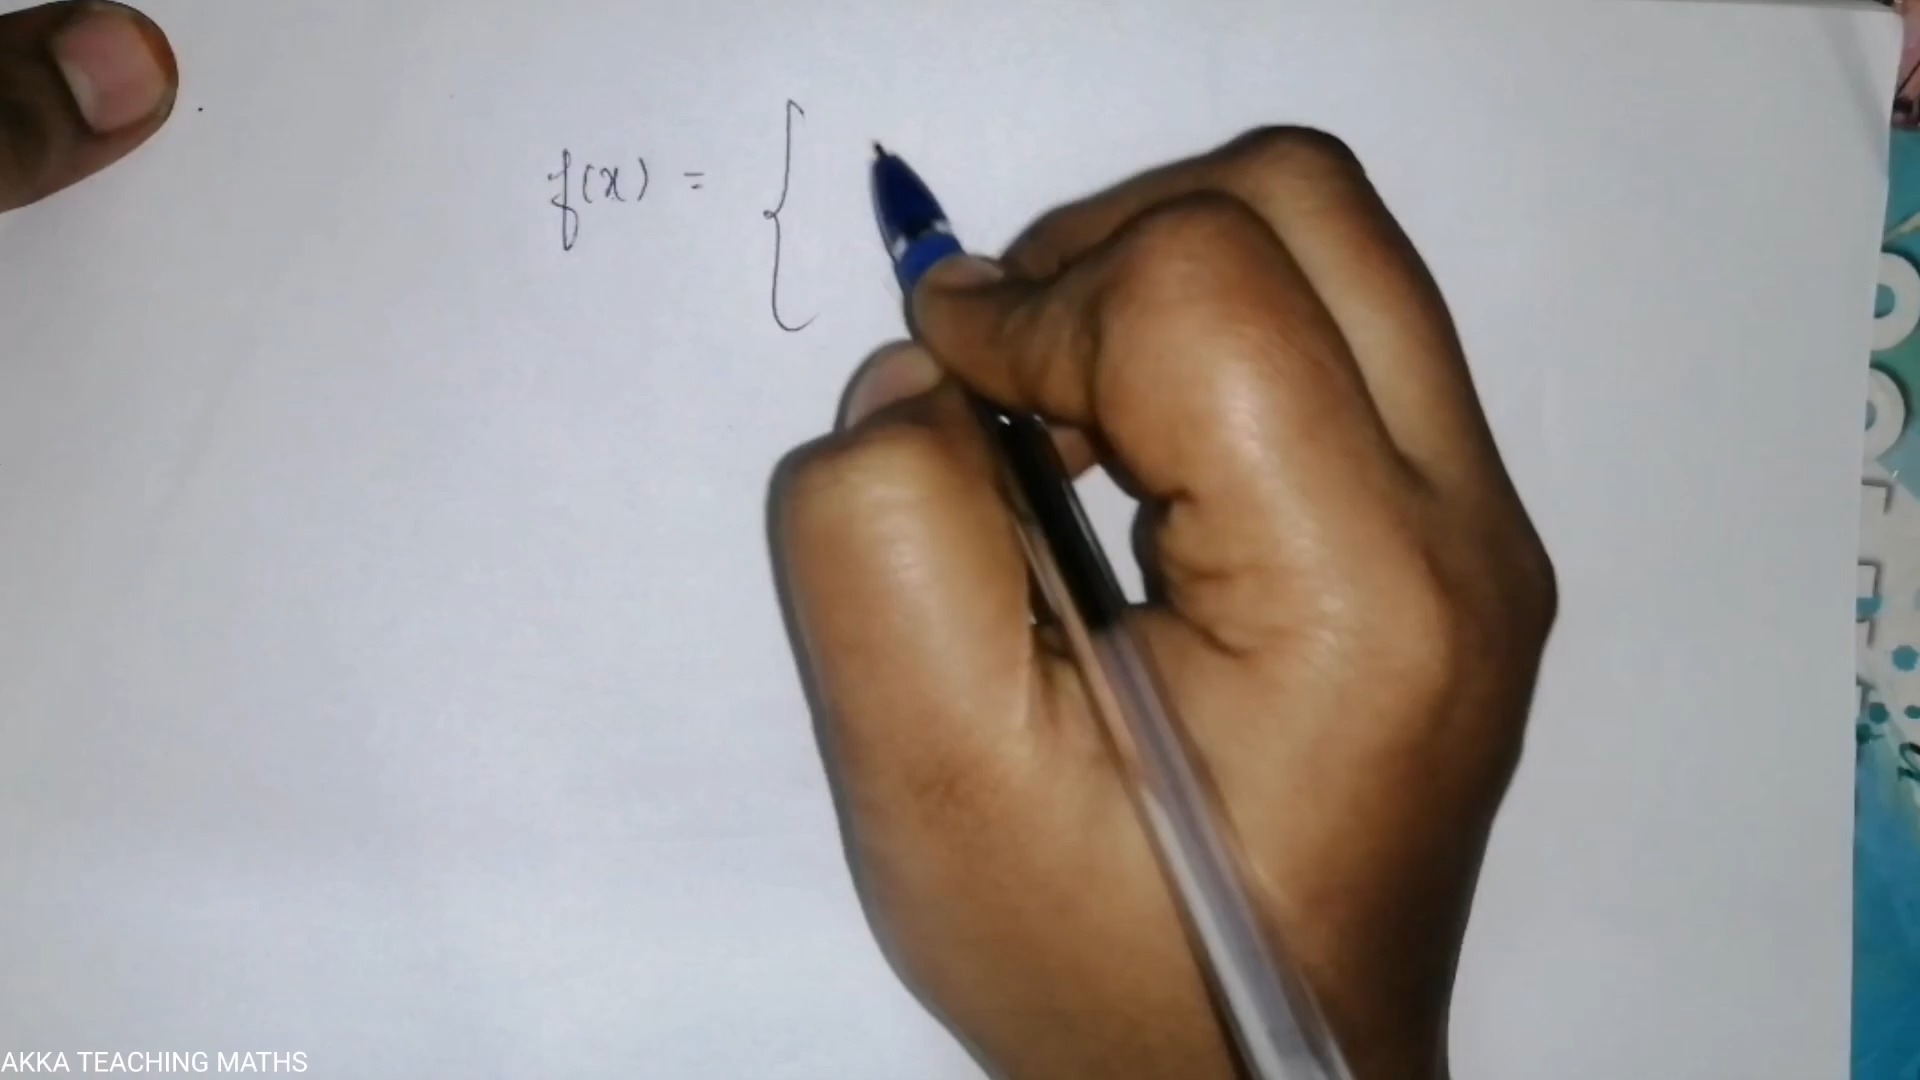 f(x) = {
AKKA TEACHING MATHS